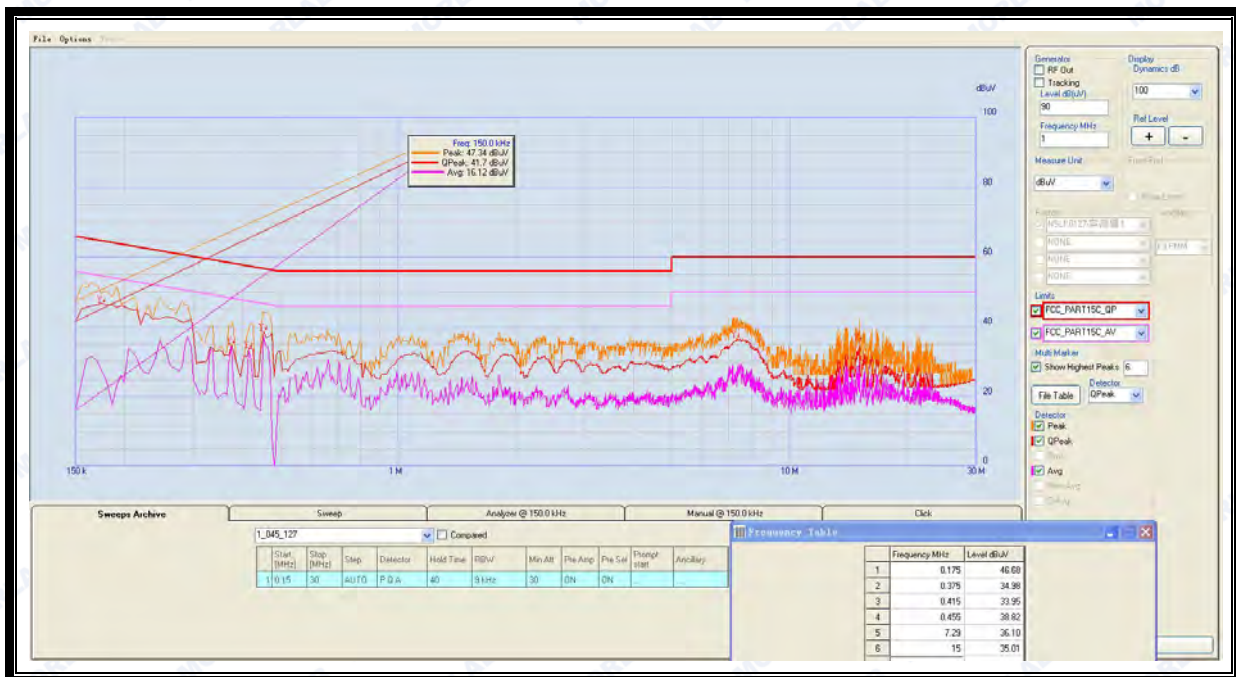 File Options
dBuV
100
80
60
40
20
0
150 k
1 M
10 M
30 M
Freq: 150.0 kHz
Peak: 47.34 dBuV
QPeak: 41.7 dBuV
Avg: 16.12 dBuV
Generator
RF Out
Tracking
Level dB(uV)
90
Frequency MHz
1
Display
Dynamics dB
100
Ref Level
+ -
Measure Unit
dBuV
NONE
NONE
NONE
Limits
FCC_PART15C_QP
FCC_PART15C_AV
Multi Marker
Show Highest Peaks 6
File Table
Detector
QPeak
Detector
Peak
QPeak
Avg
Sweeps Archive Sweep Analyzer @ 150.0 kHz Manual @ 150.0 kHz Click
1_045_127 Compared
Start [MHz] Stop [MHz] Step Detector Hold Time RBW Min Att Pre Amp Pre Sel Prompt start Ancillary
1 0.15 30 AUTO P Q A 40 9 kHz 30 ON ON ... ...
Frequency Table
Frequency MHz Level dBuV
1 0.175 46.60
2 0.375 34.98
3 0.415 33.95
4 0.455 38.82
5 7.29 36.10
6 15 35.01